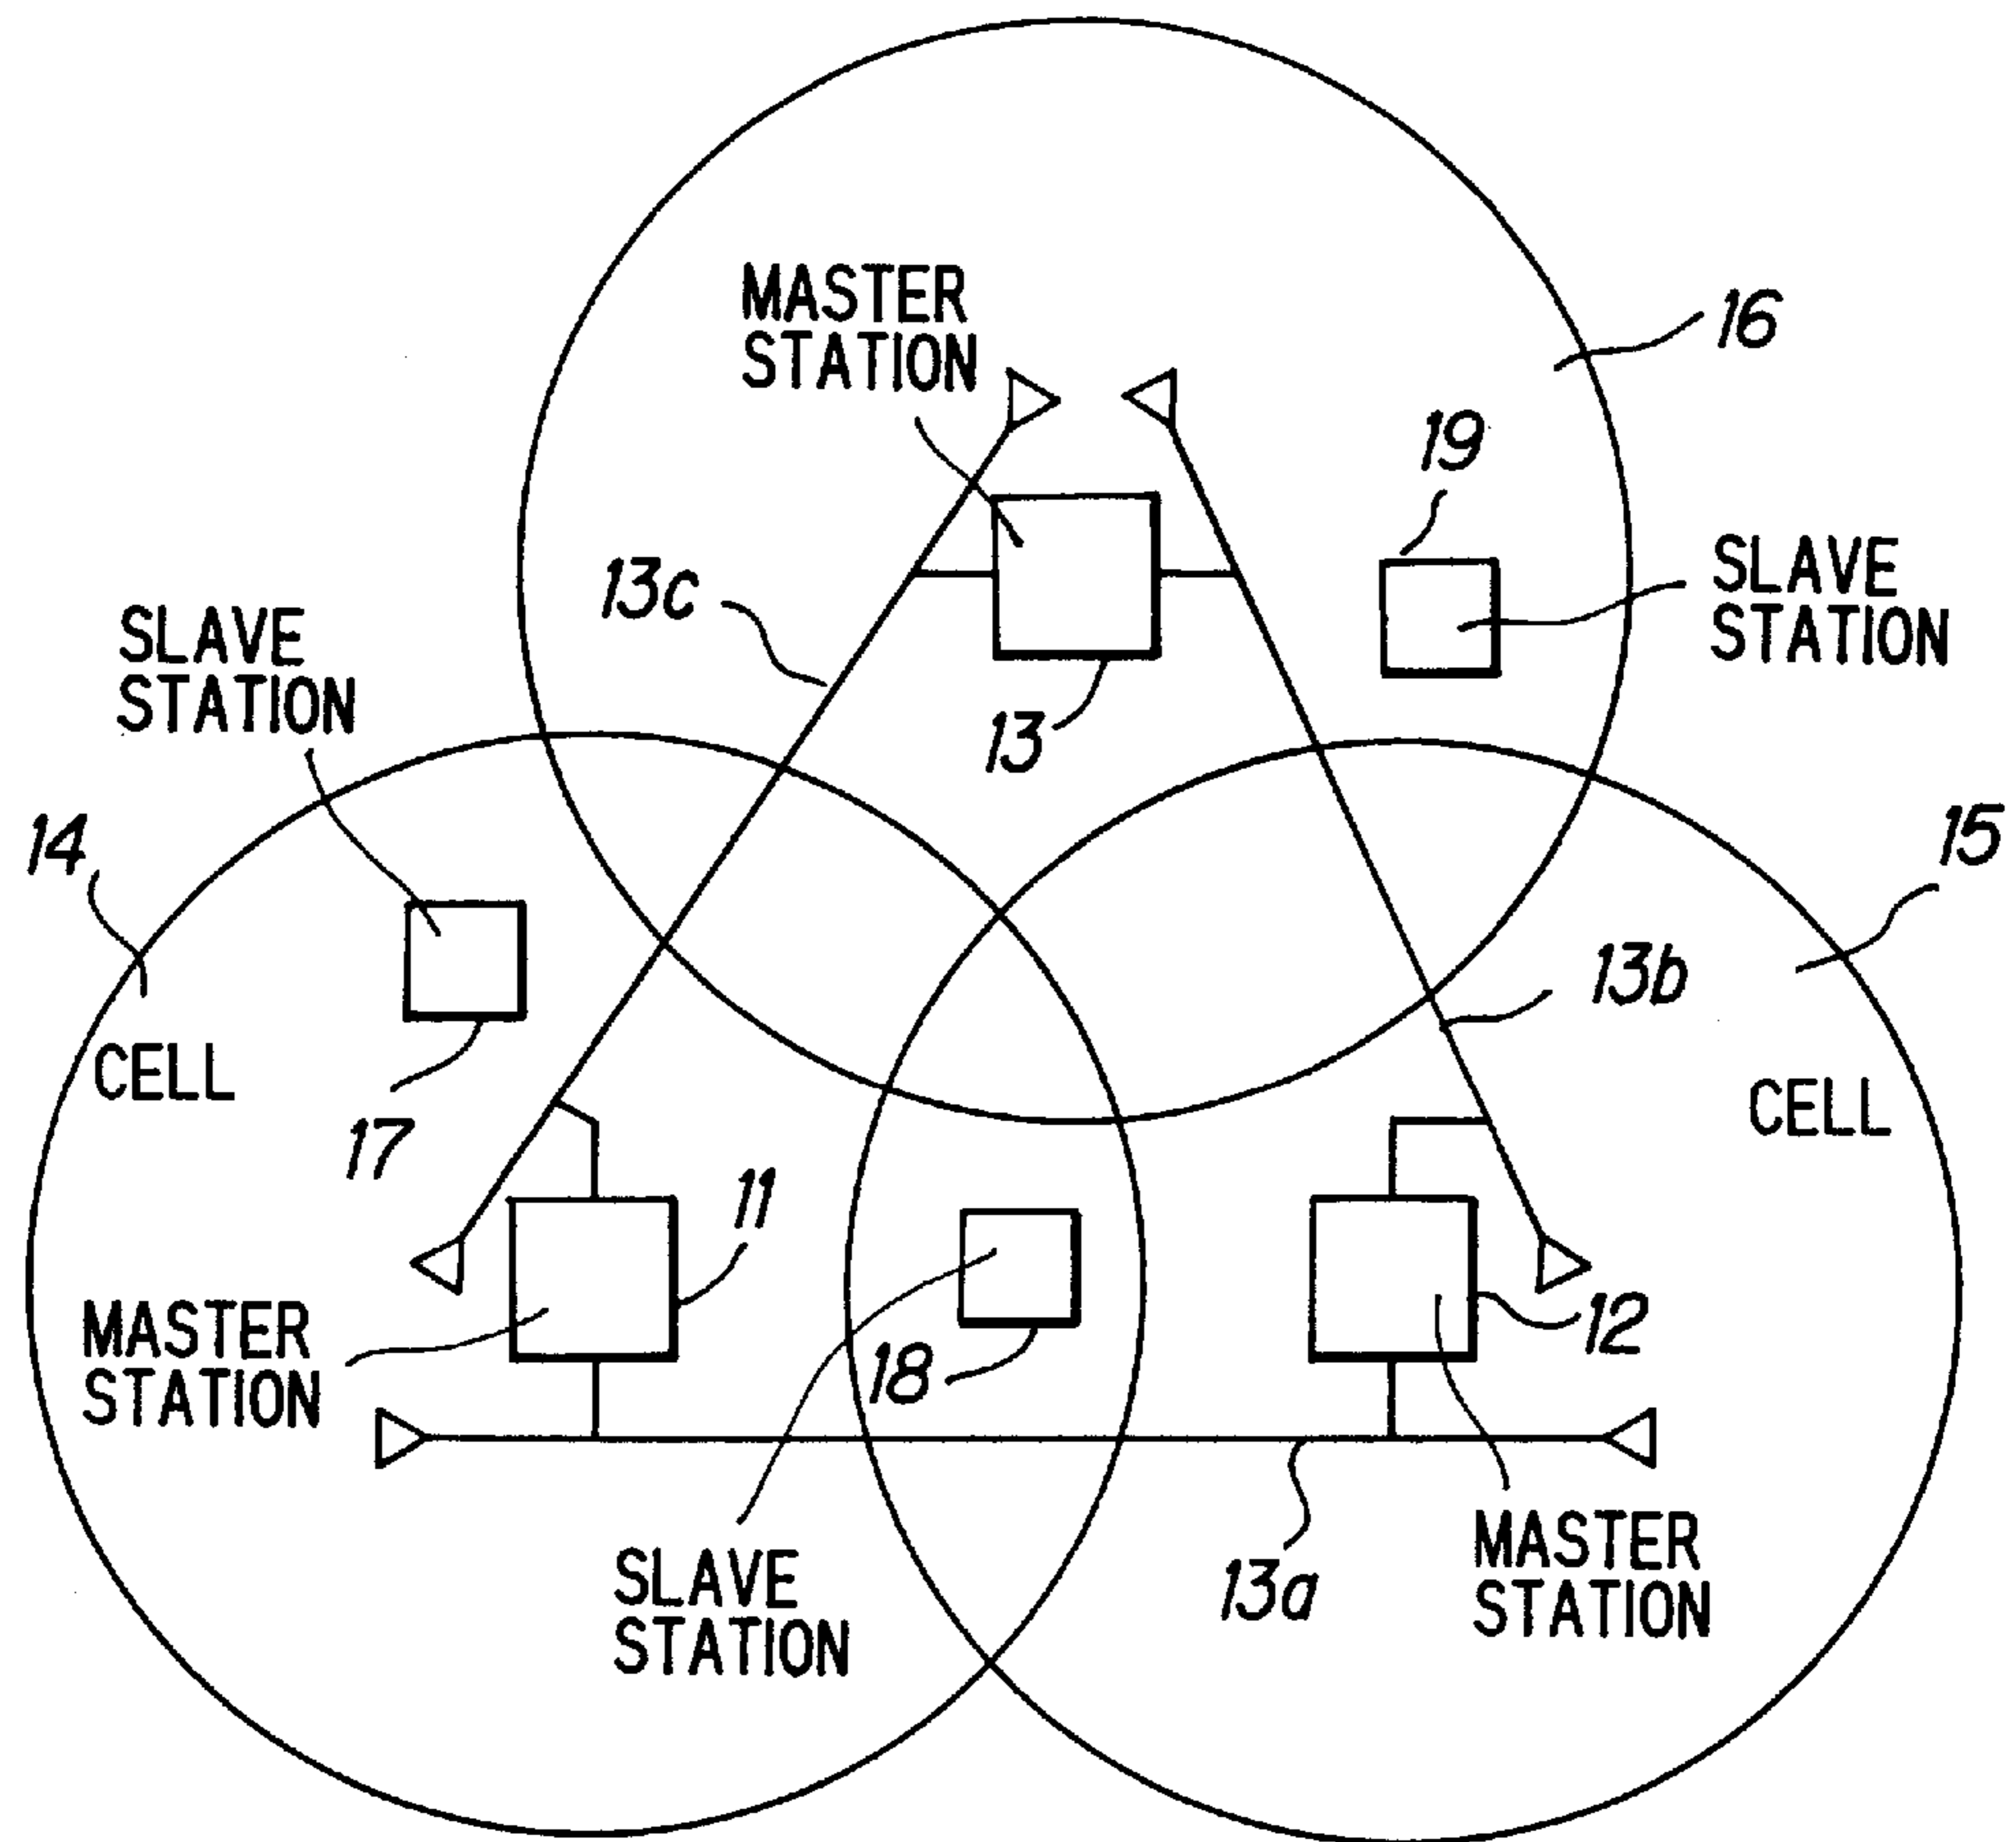 MASTER
STATION
16
19
SLAVE
STATION
13c
SLAVE
STATION
13
14
15
13b
CELL
CELL
17
11
12
18
MASTER
STATION
MASTER
STATION
SLAVE
STATION
13a